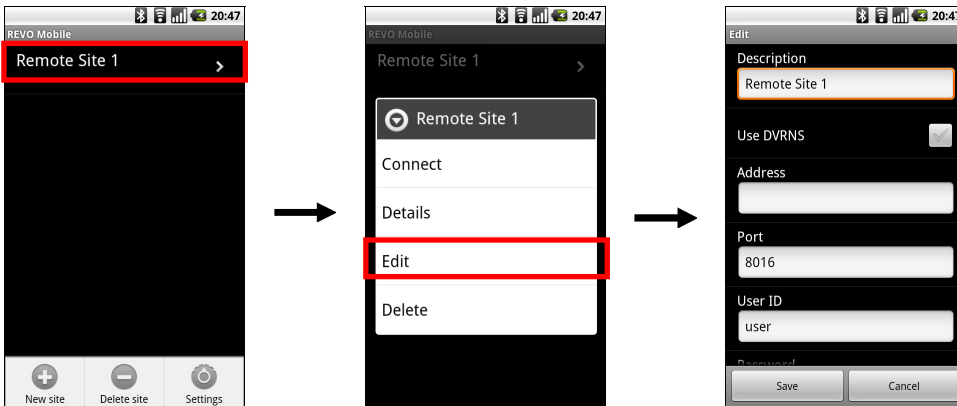 20:47
REVO Mobile
Remote Site 1
New site
Delete site
Settings
20:47
REVO Mobile
Remote Site 1
Remote Site 1
Connect
Details
Edit
Delete
20:47
Edit
Description
Remote Site 1
Use DVRNS
Address
Port
8016
User ID
user
Password
Save
Cancel